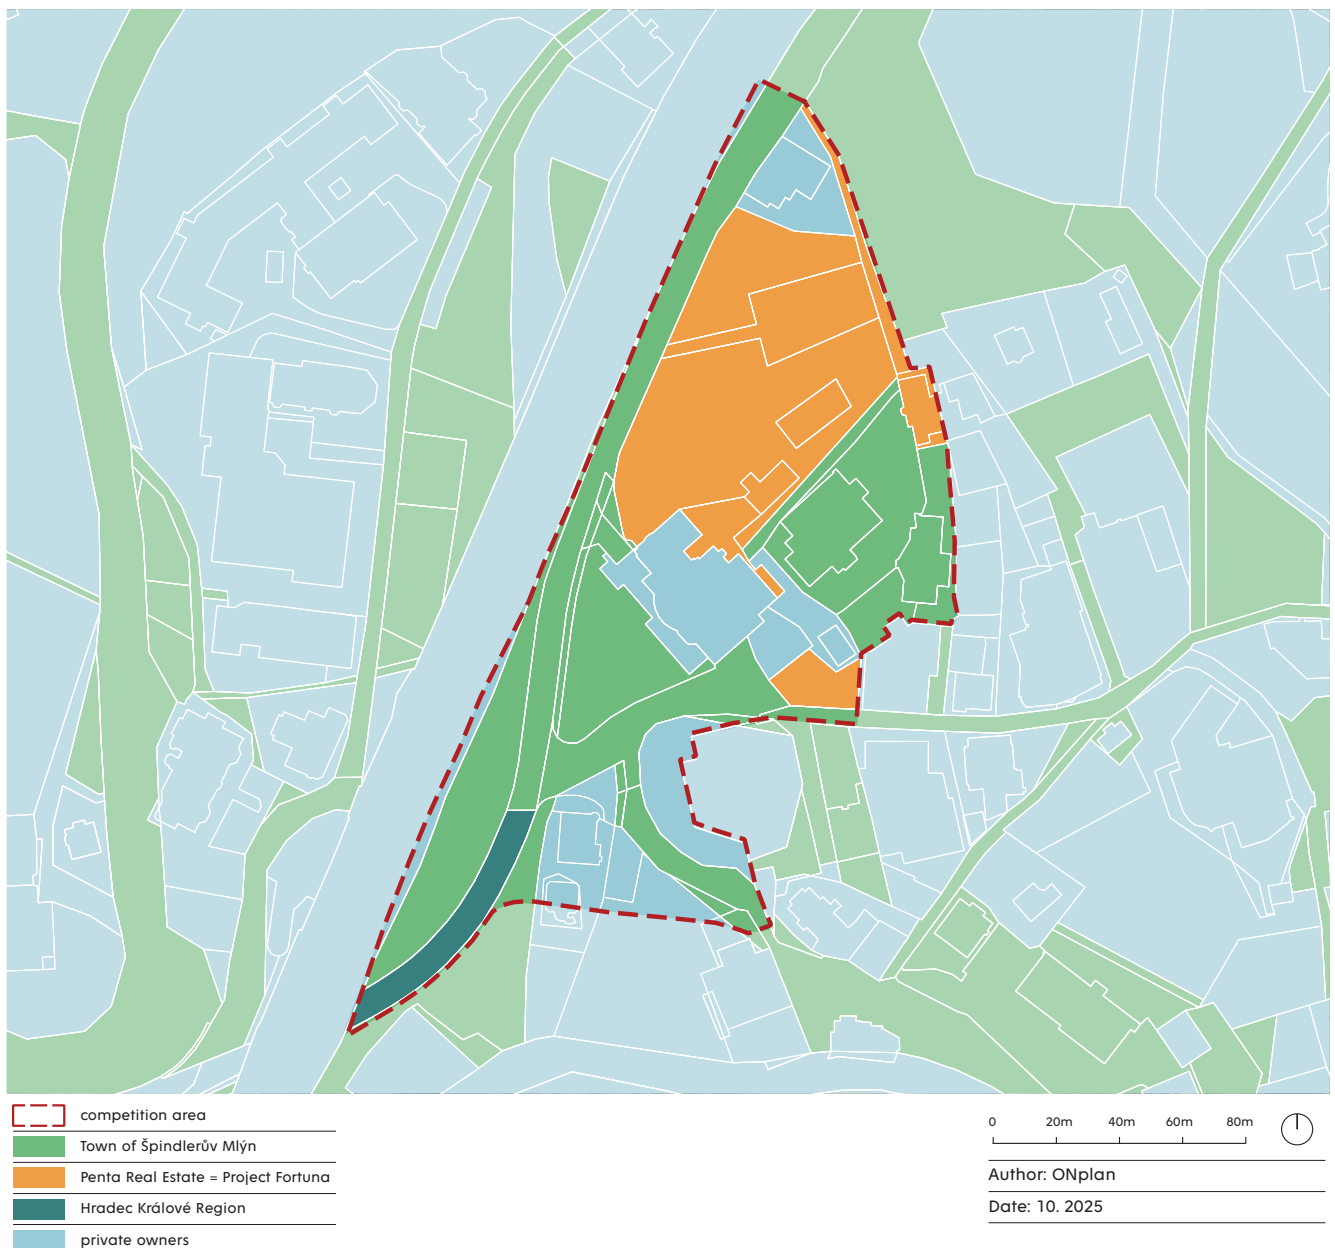 competition area
Town of Špindlerův Mlýn
Penta Real Estate = Project Fortuna
Hradec Králové Region
private owners
0 20m 40m 60m 80m
Author: ONplan
Date: 10. 2025